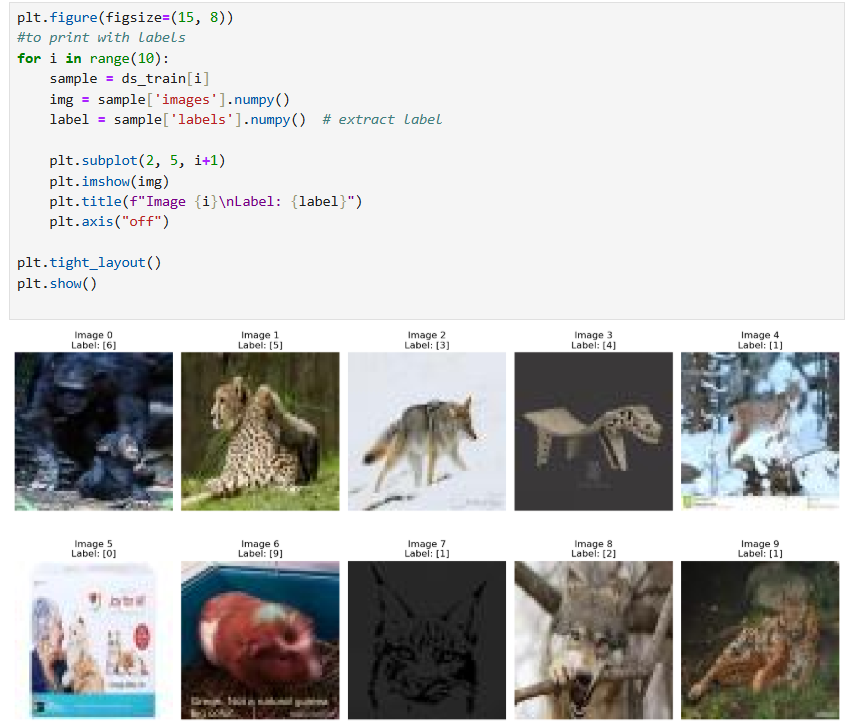 plt.figure(figsize=(15, 8))
#to print with labels
for i in range(10):
    sample = ds_train[i]
    img = sample['images'].numpy()
    label = sample['labels'].numpy()  # extract label

    plt.subplot(2, 5, i+1)
    plt.imshow(img)
    plt.title(f"Image {i}\nLabel: {label}")
    plt.axis("off")

plt.tight_layout()
plt.show()
Image 0
Label: [6]
Image 1
Label: [5]
Image 2
Label: [3]
Image 3
Label: [4]
Image 4
Label: [1]
Image 5
Label: [0]
Image 6
Label: [9]
Image 7
Label: [1]
Image 8
Label: [2]
Image 9
Label: [1]